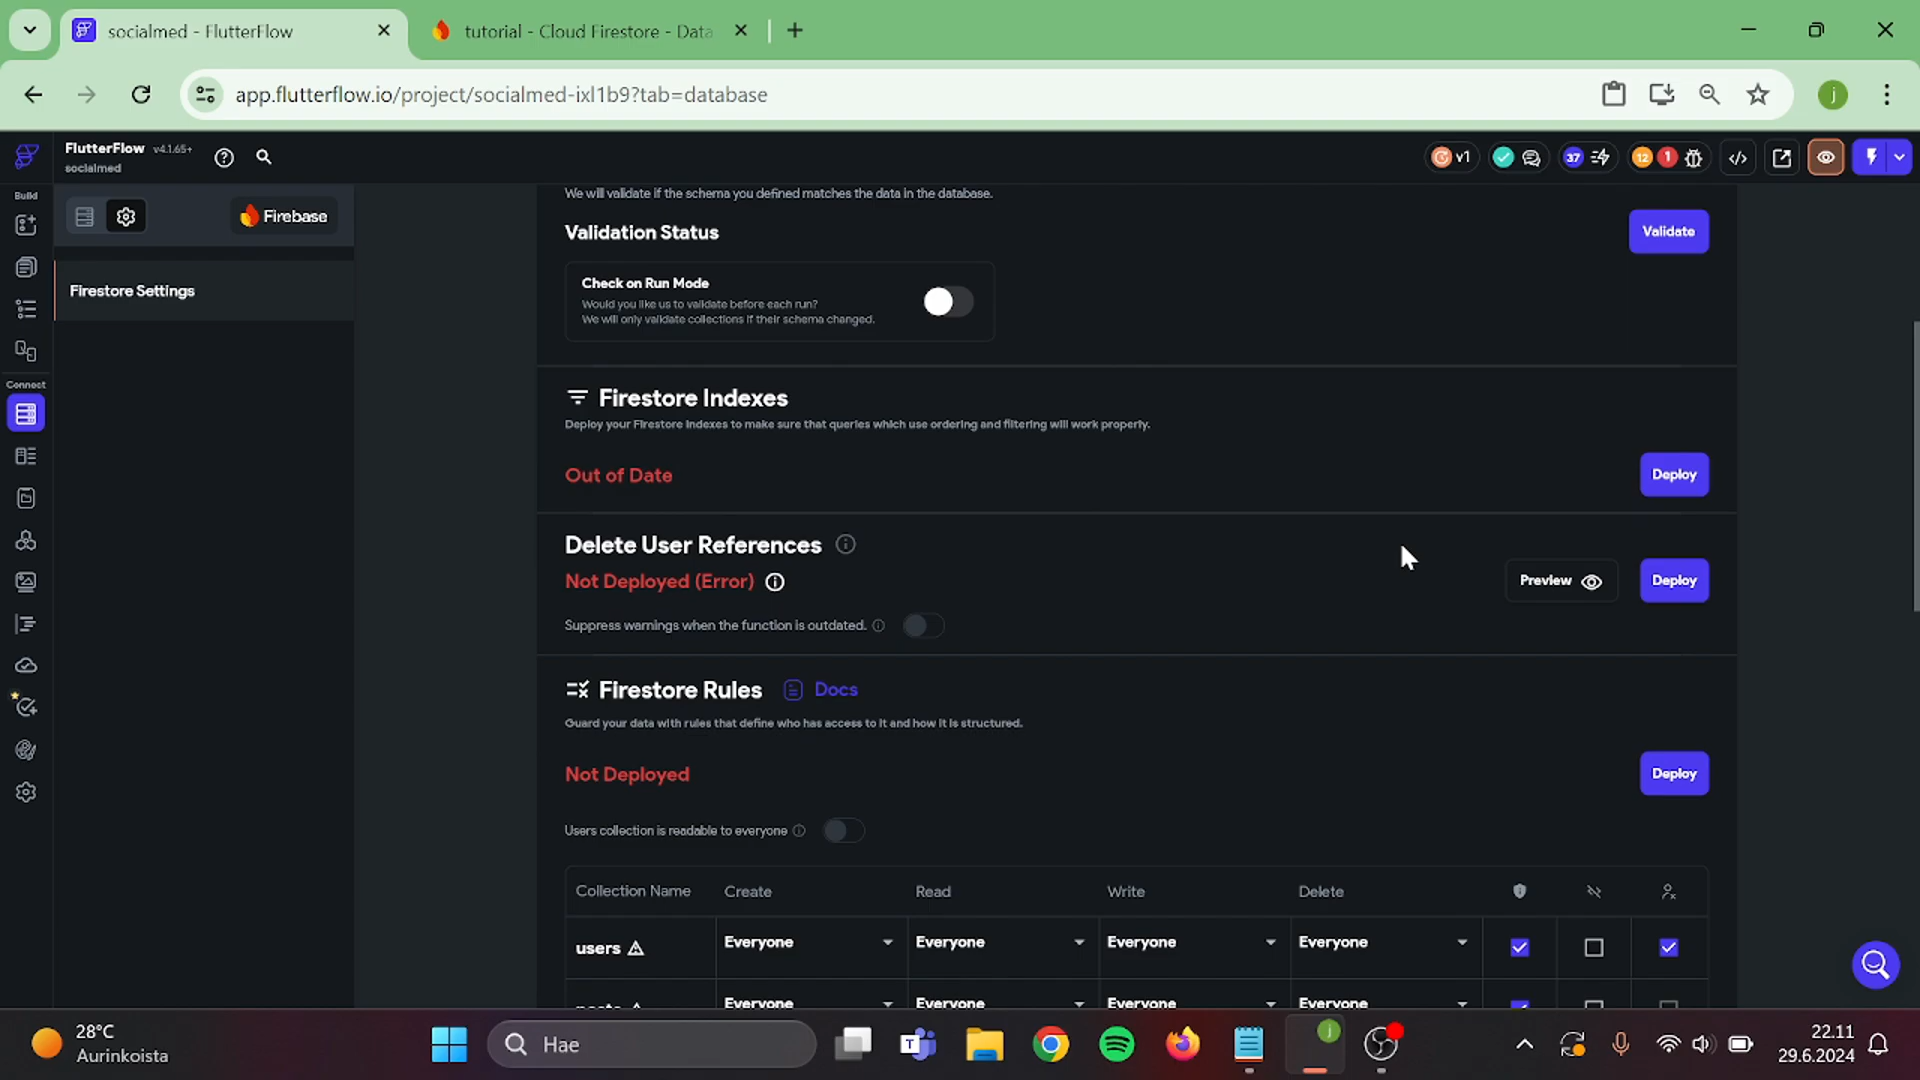 socialmed - FlutterFlow
tutorial - Cloud Firestore - Data
app.flutterflow.io/project/socialmed-ixl1b9?tab=database
j
FlutterFlow v4.1.65+
socialmed
v1
37
12
1
Build
Firebase
Firestore Settings
Connect
We will validate if the schema you defined matches the data in the database.
Validation Status
Validate
Check on Run Mode
Would you like us to validate before each run?
We will only validate collections if their schema changed.
Firestore Indexes
Deploy your Firestore Indexes to make sure that queries which use ordering and filtering will work properly.
Out of Date
Deploy
Delete User References
Not Deployed (Error)
Preview
Deploy
Suppress warnings when the function is outdated.
Firestore Rules
Docs
Guard your data with rules that define who has access to it and how it is structured.
Not Deployed
Deploy
Users collection is readable to everyone
Collection Name Create Read Write Delete
users Everyone Everyone Everyone Everyone
Everyone Everyone Everyone Everyone
28°C
Aurinkoista
Hae
j
22.11
29.6.2024